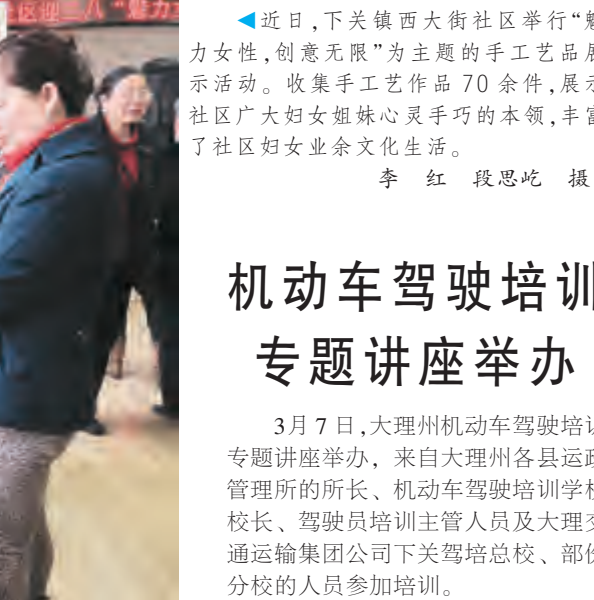 区迎三八“魅力
◀近日,下关镇西大街社区举行“魅
力女性,创意无限”为主题的手工艺品展
示活动。收集手工艺作品 70 余件,展示
社区广大妇女姐妹心灵手巧的本领,丰富
了社区妇女业余文化生活。
李 红 段思屹 摄
机动车驾驶培训
专题讲座举办
3月 7 日,大理州机动车驾驶培训
专题讲座举办，来自大理州各县运政
管理所的所长、机动车驾驶培训学校
校长、驾驶员培训主管人员及大理交
通运输集团公司下关驾培总校、部份
分校的人员参加培训。